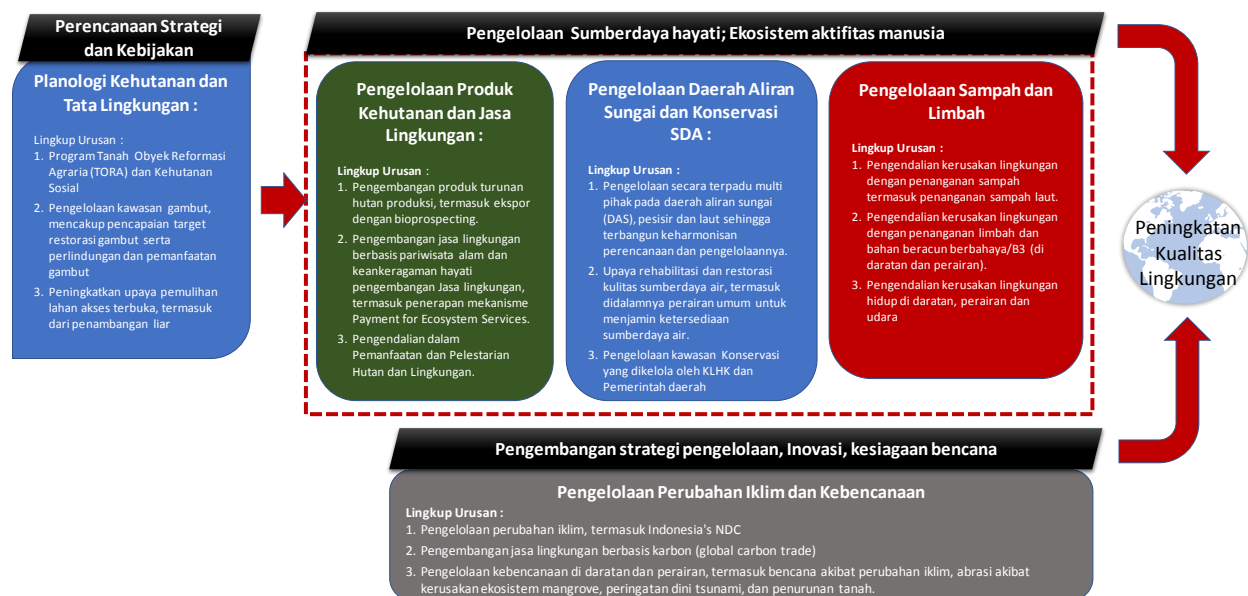 Perencanaan Strategi
dan Kebijakan
Planologi Kehutanan dan
Tata Lingkungan :
Lingkup Urusan :
1. Program Tanah Obyek Reformasi
Agraria (TORA) dan Kehutanan
Sosial
2. Pengelolaan kawasan gambut,
mencakup pencapaian target
restorasi gambut serta
perlindungan dan pemanfaatan
gambut
3. Peningkatkan upaya pemulihan
lahan akses terbuka, termasuk
dari penambangan liar
Pengelolaan Sumberdaya hayati; Ekosistem aktifitas manusia
Pengelolaan Produk
Kehutanan dan Jasa
Lingkungan :
Lingkup Urusan :
1. Pengembangan produk turunan
hutan produksi, termasuk ekspor
dengan bioprospecting.
2. Pengembangan jasa lingkungan
berbasis pariwisata alam dan
keankeragaman hayati
pengembangan Jasa lingkungan,
termasuk penerapan mekanisme
Payment for Ecosystem Services.
3. Pengendalian dalam
Pemanfaatan dan Pelestarian
Hutan dan Lingkungan.
Pengelolaan Daerah Aliran
Sungai dan Konservasi
SDA :
Lingkup Urusan :
1. Pengelolaan secara terpadu multi
pihak pada daerah aliran sungai
(DAS), pesisir dan laut sehingga
terbangun keharmonisan
perencanaan dan pengelolaannya.
2. Upaya rehabilitasi dan restorasi
kulitas sumberdaya air, termasuk
didalamnya perairan umum untuk
menjamin ketersediaan
sumberdaya air.
3. Pengelolaan kawasan Konservasi
yang dikelola oleh KLHK dan
Pemerintah daerah
Pengelolaan Sampah dan
Limbah
Lingkup Urusan :
1. Pengendalian kerusakan lingkungan
dengan penanganan sampah
termasuk penanganan sampah laut.
2. Pengendalian kerusakan lingkungan
dengan penanganan limbah dan
bahan beracun berbahaya/B3 (di
daratan dan perairan).
3. Pengendalian kerusakan lingkungan
hidup di daratan, perairan dan
udara
Peningkatan
Kualitas
Lingkungan
Pengembangan strategi pengelolaan, Inovasi, kesiagaan bencana
Pengelolaan Perubahan Iklim dan Kebencanaan
Lingkup Urusan :
1. Pengelolaan perubahan iklim, termasuk Indonesia's NDC
2. Pengembangan jasa lingkungan berbasis karbon (global carbon trade)
3. Pengelolaan kebencanaan di daratan dan perairan, termasuk bencana akibat perubahan iklim, abrasi akibat
kerusakan ekosistem mangrove, peringatan dini tsunami, dan penurunan tanah.